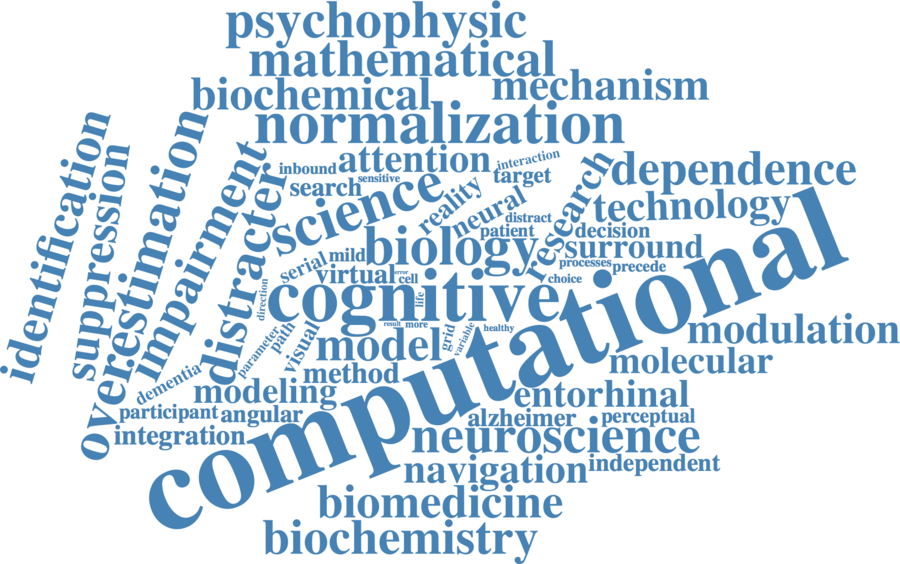 psychophysic
mathematical
biochemical
mechanism
normalization
identification
suppression
overestimation
impairment
distracter
inbound
attention
interaction
search
sensitive
target
science
reality
neural
research
dependence
technology
distract
patient
decision
biology
surround
serial
mild
virtual
error
cell
processes
precede
choice
direction
cognitive
life
computational
result
more
healthy
parameter
path
visual
model
grid
variable
modulation
molecular
dementia
method
modeling
entorhinal
participant
angular
alzheimer
perceptual
integration
neuroscience
navigation
independent
biomedicine
biochemistry